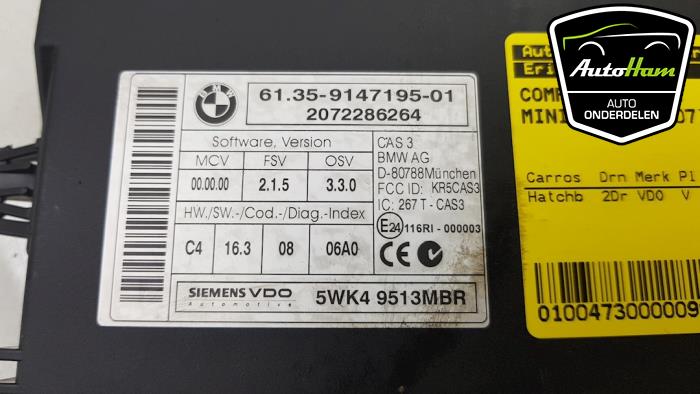 BMW
61.35-9147195-01
2072286264
Software, Version
MCV FSV OSV
00.00.00 2.1.5 3.3.0
HW./SW.-/Cod.-/Diag.-Index
C4 16.3 08 06A0
CAS 3
BMW AG
D-80788München
FCC ID: KR5CAS3
IC: 267 T - CAS3
E24 116RI - 000003
CE
SIEMENS VDO
Automotive
5WK4 9513MBR
AutoHam
AUTO
ONDERDELEN
MINI
Carros Drn Merk Pl
Hatchb 2Dr VDO V
0100473000009